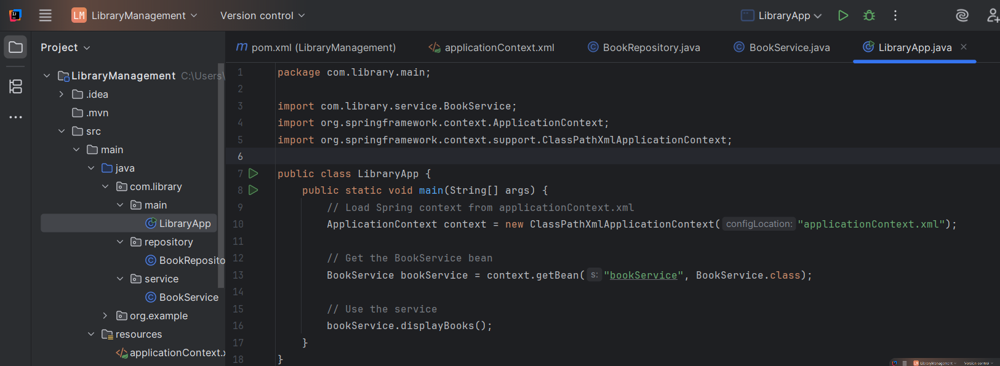 LM LibraryManagement Version control LibraryApp
Project
LibraryManagement C:\Users\
.idea
.mvn
src
main
java
com.library
main
LibraryApp
repository
BookReposito
service
BookService
org.example
resources
applicationContext.x
m pom.xml (LibraryManagement) </> applicationContext.xml BookRepository.java BookService.java LibraryApp.java
1 package com.library.main;
2
3 import com.library.service.BookService;
4 import org.springframework.context.ApplicationContext;
5 import org.springframework.context.support.ClassPathXmlApplicationContext;
6
7 public class LibraryApp {
8 public static void main(String[] args) {
9 // Load Spring context from applicationContext.xml
10 ApplicationContext context = new ClassPathXmlApplicationContext( configLocation: "applicationContext.xml");
11
12 // Get the BookService bean
13 BookService bookService = context.getBean( s: "bookService", BookService.class);
14
15 // Use the service
16 bookService.displayBooks();
17 }
18 }
LM LibraryManagement Version control